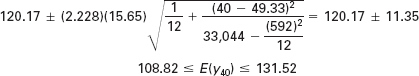 120.17 ± (2.228)(15.65) √(1/12 + (40 − 49.33)²/(33,044 − (592)²/12)) = 120.17 ± 11.35
108.82 ≤ E(y₄₀) ≤ 131.52